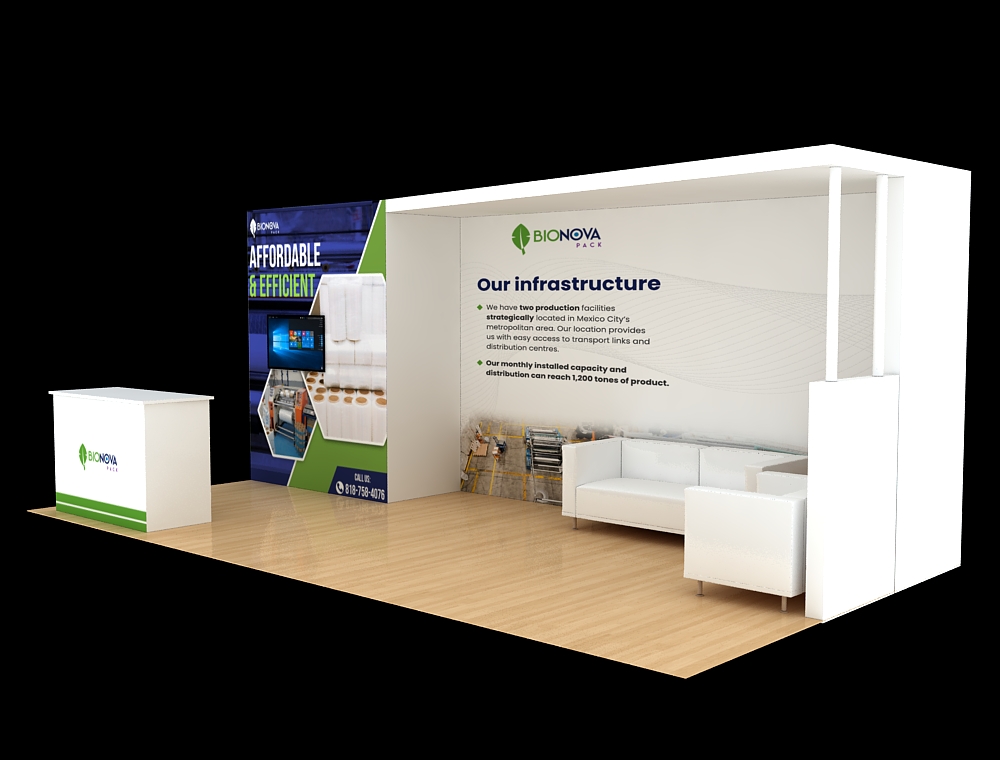 BIONOVA
PACK
AFFORDABLE
& EFFICIENT
CALL US:
818-758-4076
BIONOVA
PACK
Our infrastructure
We have two production facilities
strategically located in Mexico City's
metropolitan area. Our location provides
us with easy access to transport links and
distribution centres.
Our monthly installed capacity and
distribution can reach 1,200 tones of product.
BIONOVA
PACK